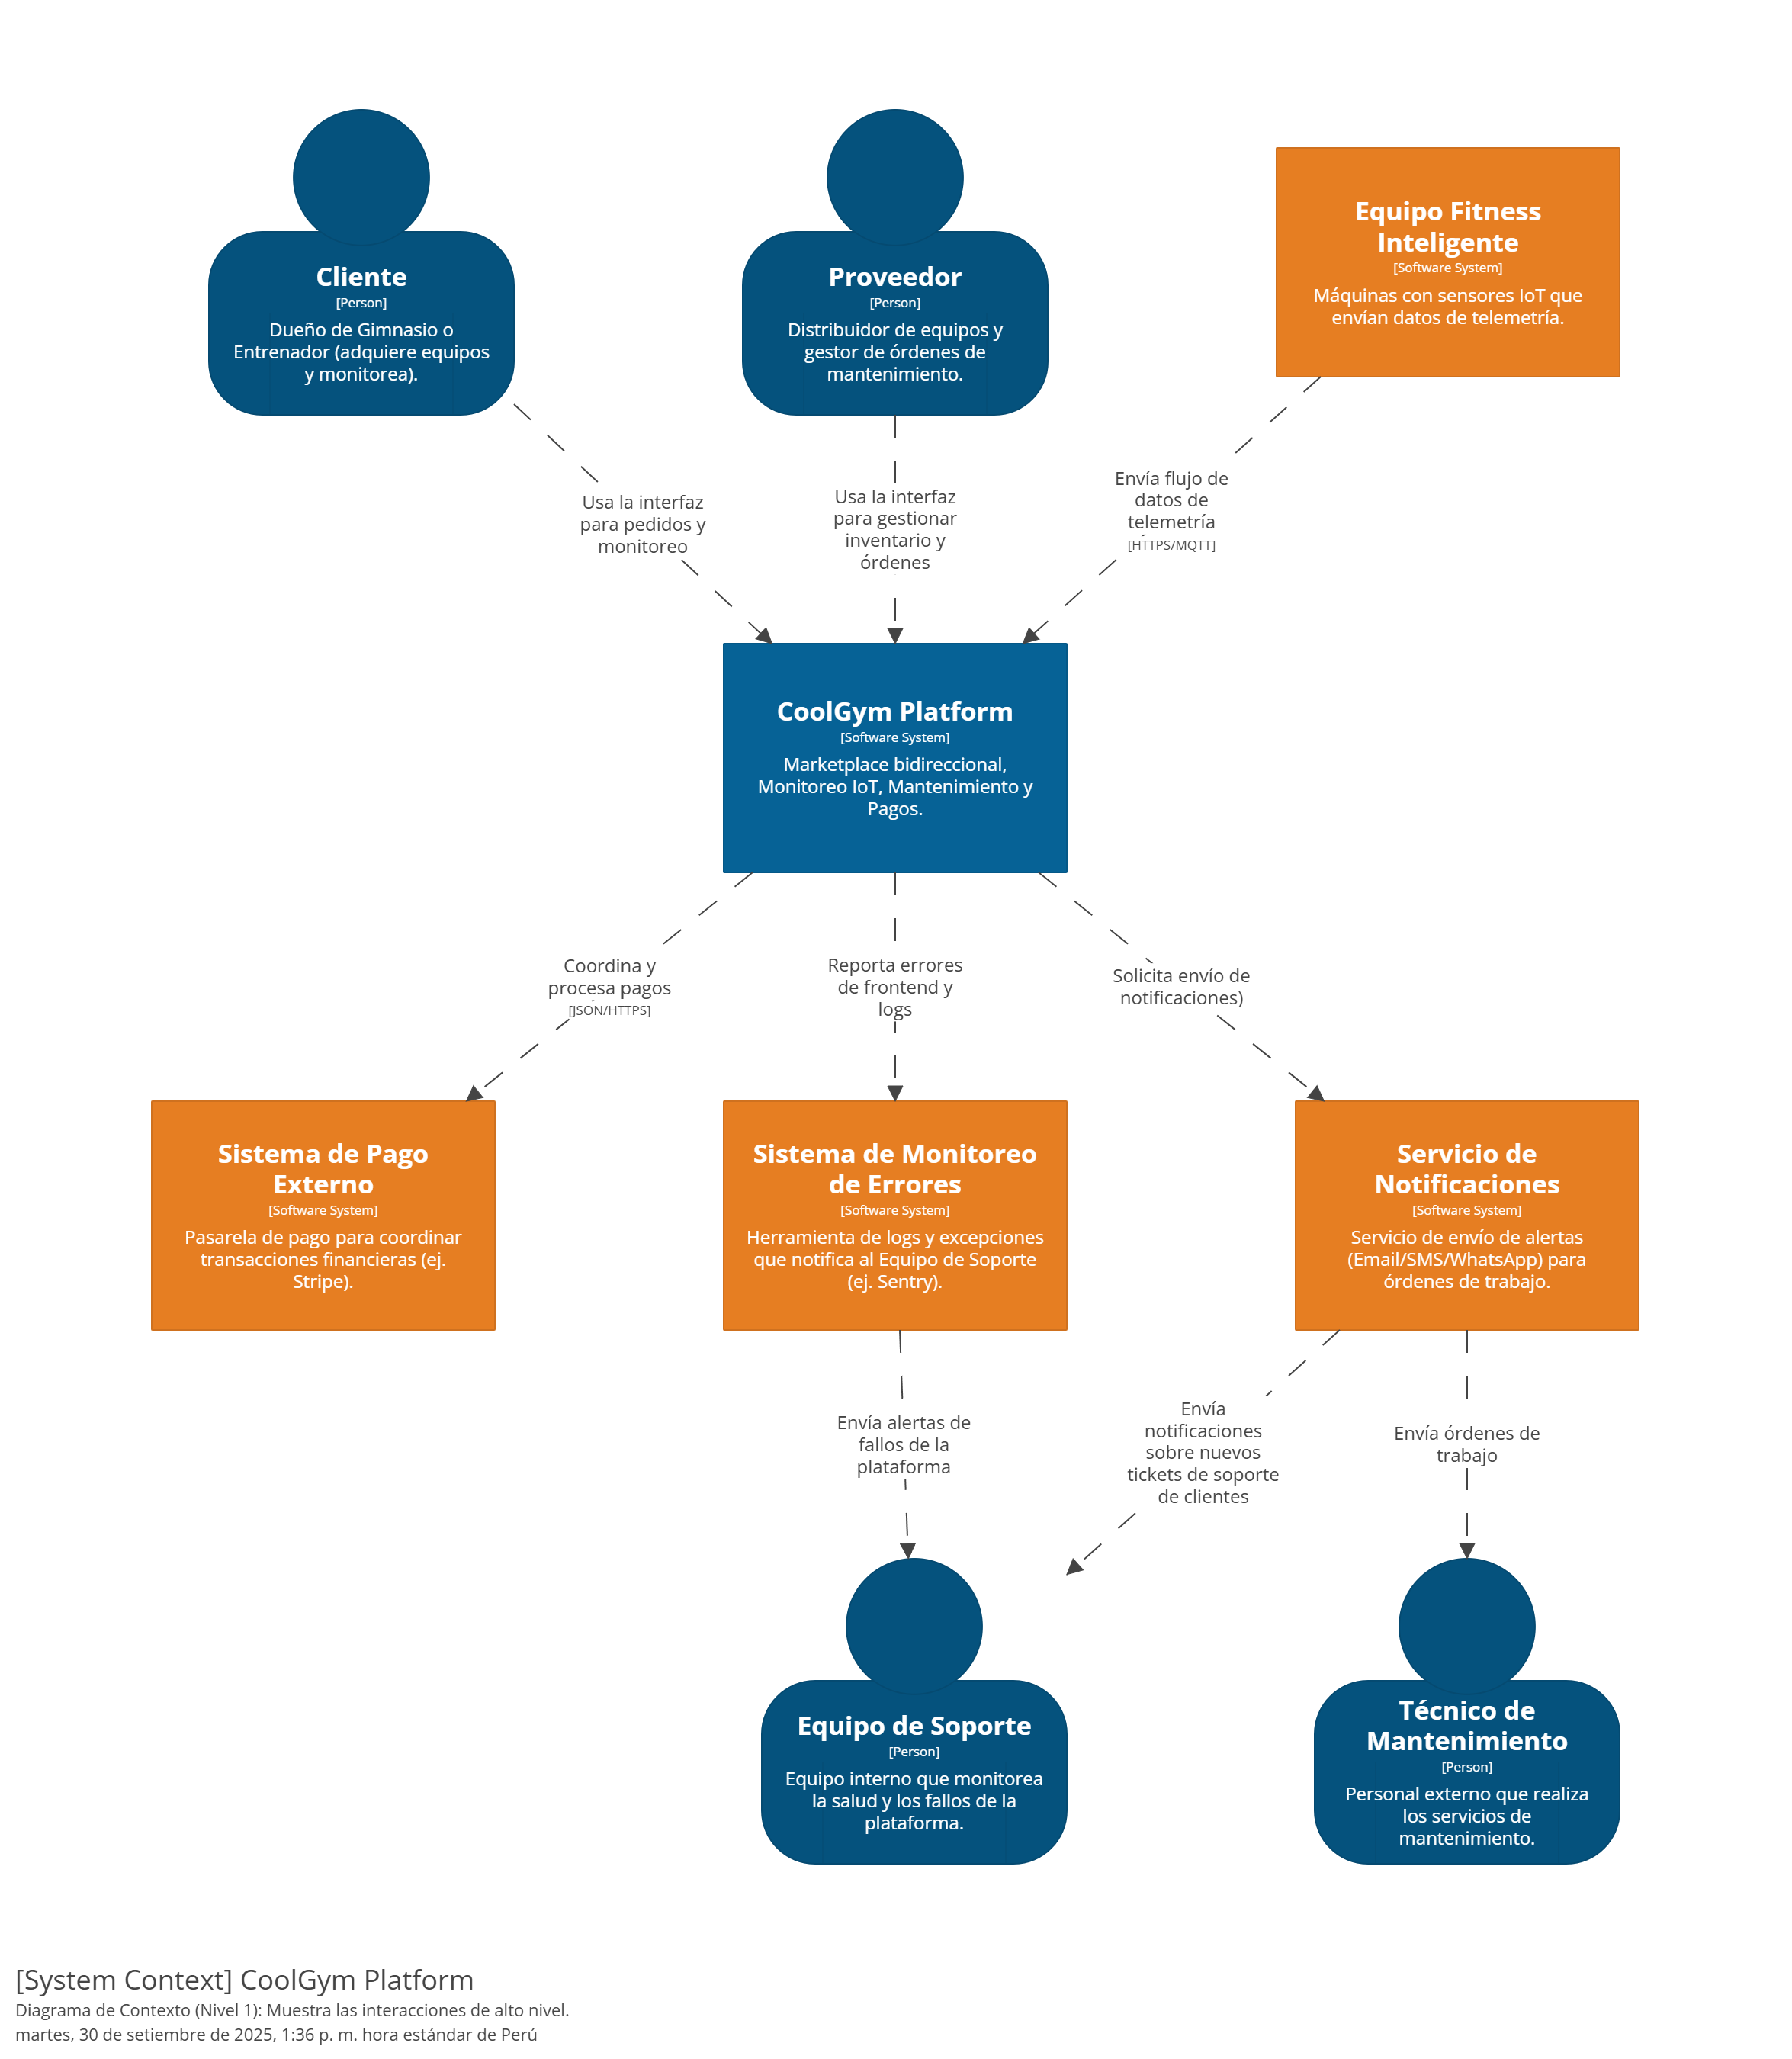 Cliente
[Person]
Dueño de Gimnasio o
Entrenador (adquiere equipos
y monitorea).
Proveedor
[Person]
Distribuidor de equipos y
gestor de órdenes de
mantenimiento.
Equipo Fitness
Inteligente
[Software System]
Máquinas con sensores IoT que
envían datos de telemetría.
Usa la interfaz
para pedidos y
monitoreo
Usa la interfaz
para gestionar
inventario y
órdenes
Envía flujo de
datos de
telemetría
[HTTPS/MQTT]
CoolGym Platform
[Software System]
Marketplace bidireccional,
Monitoreo IoT, Mantenimiento y
Pagos.
Coordina y
procesa pagos
[JSON/HTTPS]
Reporta errores
de frontend y
logs
Solicita envío de
notificaciones)
Sistema de Pago
Externo
[Software System]
Pasarela de pago para coordinar
transacciones financieras (ej.
Stripe).
Sistema de Monitoreo
de Errores
[Software System]
Herramienta de logs y excepciones
que notifica al Equipo de Soporte
(ej. Sentry).
Servicio de
Notificaciones
[Software System]
Servicio de envío de alertas
(Email/SMS/WhatsApp) para
órdenes de trabajo.
Envía alertas de
fallos de la
plataforma
Envía
notificaciones
sobre nuevos
tickets de soporte
de clientes
Envía órdenes de
trabajo
Equipo de Soporte
[Person]
Equipo interno que monitorea
la salud y los fallos de la
plataforma.
Técnico de
Mantenimiento
[Person]
Personal externo que realiza
los servicios de
mantenimiento.
[System Context] CoolGym Platform
Diagrama de Contexto (Nivel 1): Muestra las interacciones de alto nivel.
martes, 30 de setiembre de 2025, 1:36 p. m. hora estándar de Perú